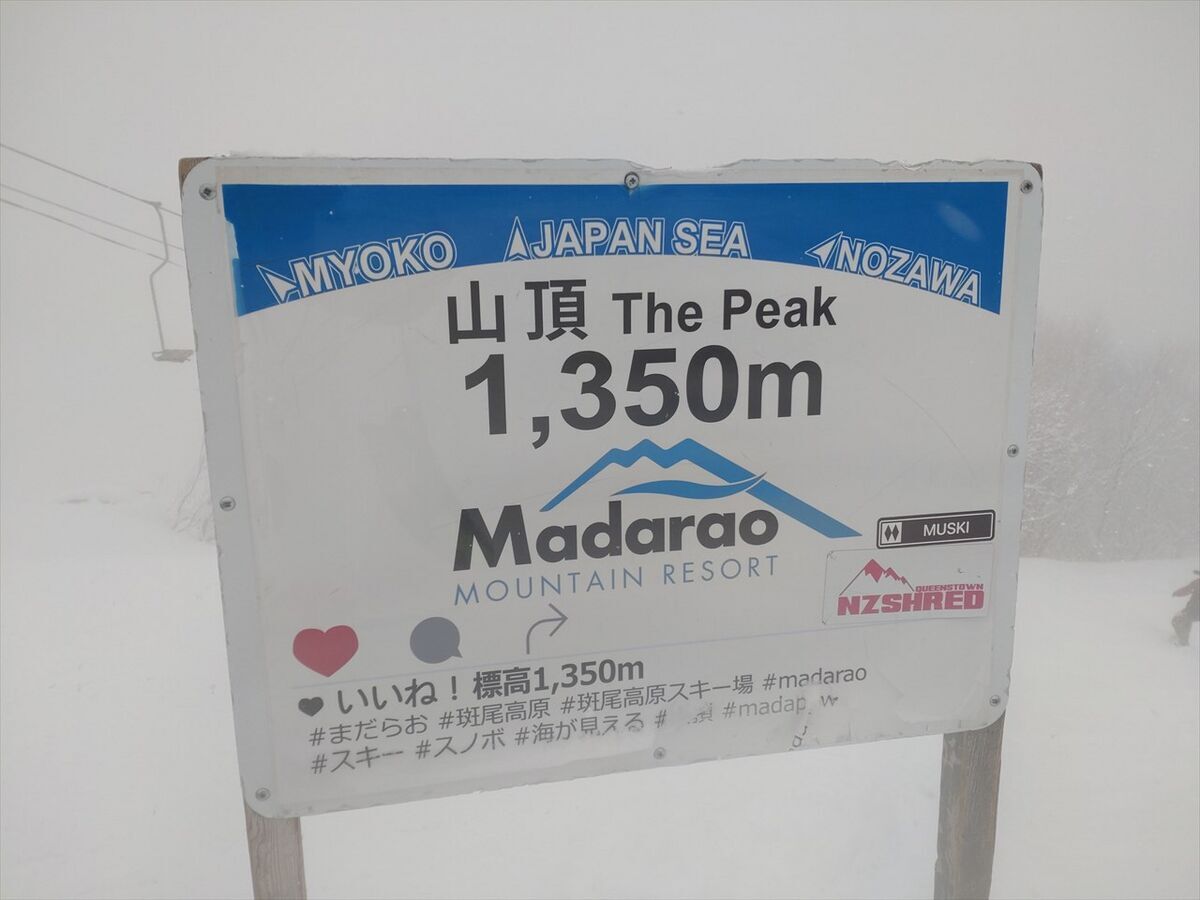 MYOKO
JAPAN SEA
NOZAWA
山頂 The Peak
1,350m
Madarao
MOUNTAIN RESORT
MUSKI
QUEENSTOWN
NZSHRED
いいね！標高1,350m
#まだらお #斑尾高原 #斑尾高原スキー場 #madarao
#スキー #スノボ #海が見える #